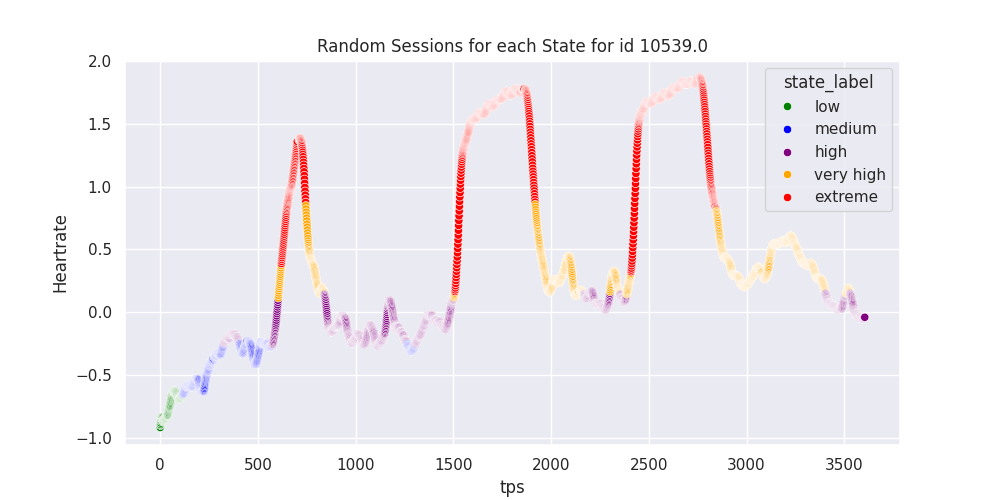 Random Sessions for each State for id 10539.0
Heartrate
2.0
1.5
1.0
0.5
0.0
−0.5
−1.0
state_label
low
medium
high
very high
extreme
0
500
1000
1500
2000
2500
3000
3500
tps